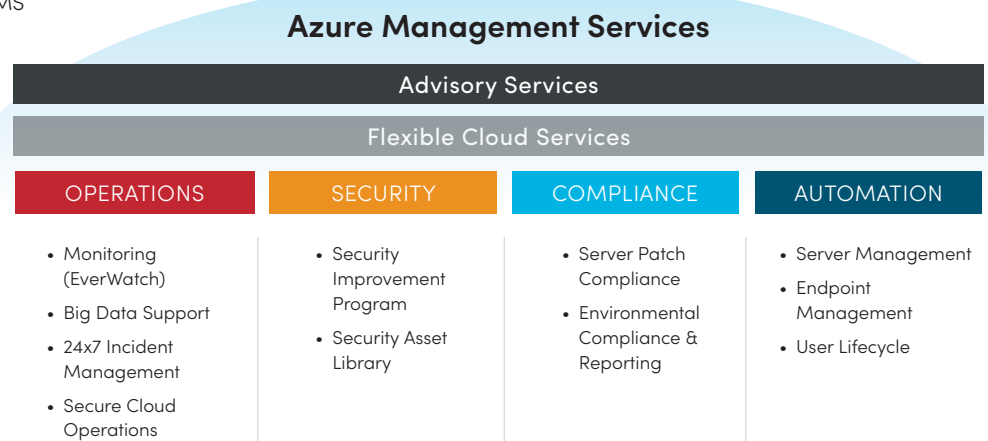 MS
Azure Management Services
Advisory Services
Flexible Cloud Services
OPERATIONS
• Monitoring
(EverWatch)
• Big Data Support
• 24x7 Incident
Management
• Secure Cloud
Operations
SECURITY
• Security
Improvement
Program
• Security Asset
Library
COMPLIANCE
• Server Patch
Compliance
• Environmental
Compliance &
Reporting
AUTOMATION
• Server Management
• Endpoint
Management
• User Lifecycle